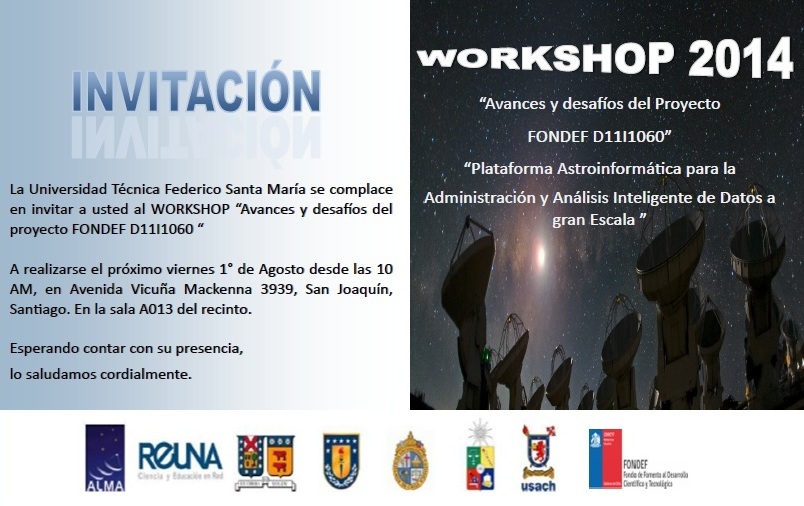 INVITACIÓN
La Universidad Técnica Federico Santa María se complace
en invitar a usted al WORKSHOP “Avances y desafíos del
proyecto FONDEF D11I1060 “
A realizarse el próximo viernes 1° de Agosto desde las 10
AM, en Avenida Vicuña Mackenna 3939, San Joaquín,
Santiago. En la sala A013 del recinto.
Esperando contar con su presencia,
lo saludamos cordialmente.
WORKSHOP 2014
“Avances y desafíos del Proyecto
FONDEF D11I1060”
“Plataforma Astroinformática para la
Administración y Análisis Inteligente de Datos a
gran Escala ”
ALMA
REUNA
Ciencia y Educación en Red
usach
FONDEF
Fondo de Fomento al Desarrollo
Científico y Tecnológico